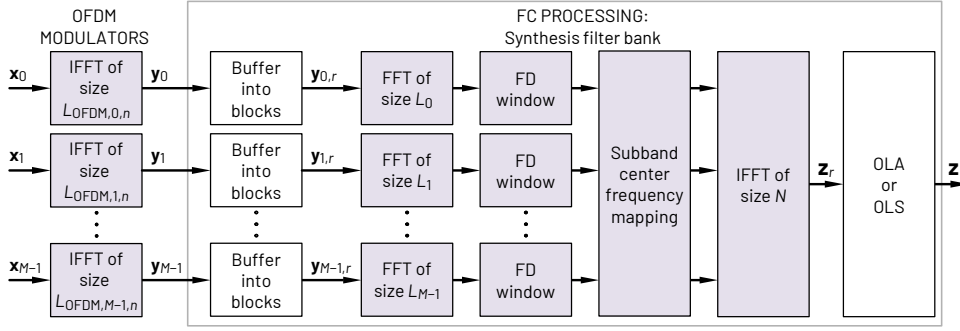 OFDM
MODULATORS
FC PROCESSING:
Synthesis filter bank
x0
IFFT of
size
LOFDM,0,n
y0
Buffer
into
blocks
y0,r
FFT of
size L0
FD
window
x1
IFFT of
size
LOFDM,1,n
y1
Buffer
into
blocks
y1,r
FFT of
size L1
FD
window
xM−1
IFFT of
size
LOFDM,M−1,n
yM−1
Buffer
into
blocks
yM−1,r
FFT of
size LM−1
FD
window
Subband
center
frequency
mapping
IFFT of
size N
zr
OLA
or
OLS
z